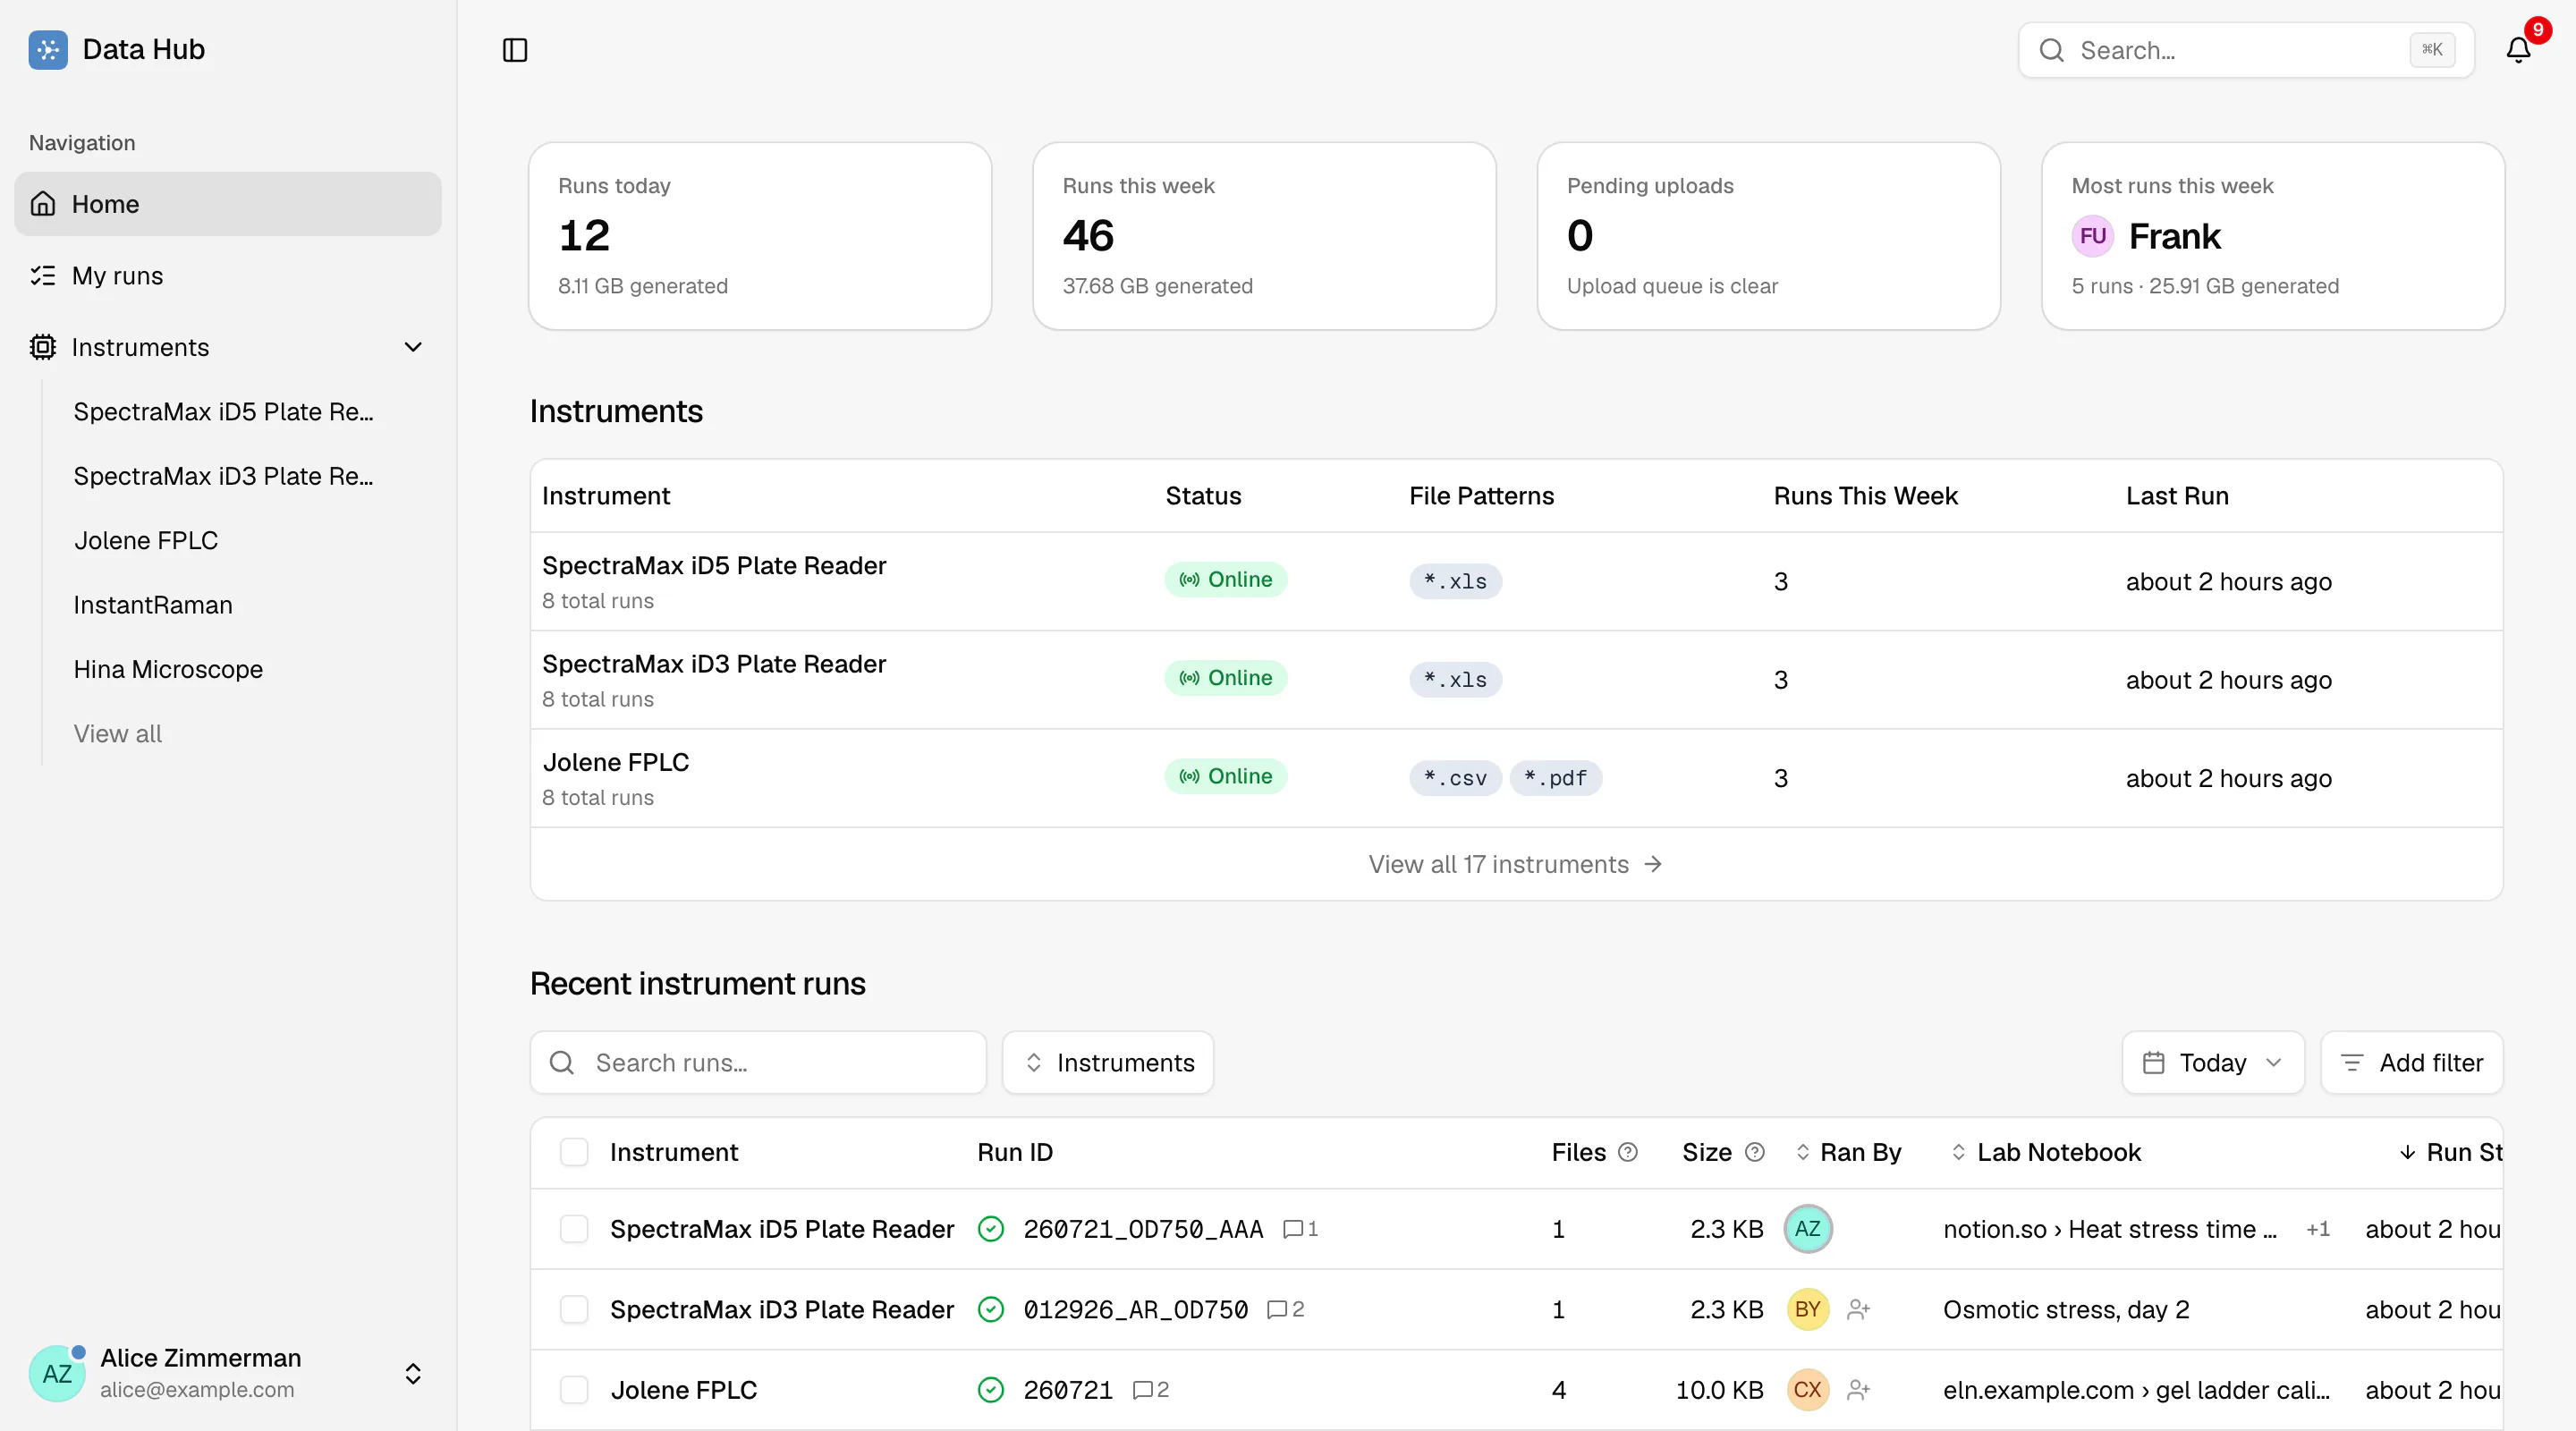 Data Hub
Search...
⌘K
9
Navigation
Home
My runs
Instruments
SpectraMax iD5 Plate Re...
SpectraMax iD3 Plate Re...
Jolene FPLC
InstantRaman
Hina Microscope
View all
Runs today
12
8.11 GB generated
Runs this week
46
37.68 GB generated
Pending uploads
0
Upload queue is clear
Most runs this week
FU Frank
5 runs · 25.91 GB generated
Instruments
Instrument Status File Patterns Runs This Week Last Run
SpectraMax iD5 Plate Reader
8 total runs
Online *.xls 3 about 2 hours ago
SpectraMax iD3 Plate Reader
8 total runs
Online *.xls 3 about 2 hours ago
Jolene FPLC
8 total runs
Online *.csv *.pdf 3 about 2 hours ago
View all 17 instruments →
Recent instrument runs
Search runs...
Instruments
Today
Add filter
Instrument Run ID Files Size Ran By Lab Notebook Run St
SpectraMax iD5 Plate Reader 260721_OD750_AAA 1 1 2.3 KB AZ notion.so › Heat stress time ... +1 about 2 hou
SpectraMax iD3 Plate Reader 012926_AR_OD750 2 1 2.3 KB BY Osmotic stress, day 2 about 2 hou
Jolene FPLC 260721 2 4 10.0 KB CX eln.example.com › gel ladder cali... about 2 hou
AZ
Alice Zimmerman
alice@example.com